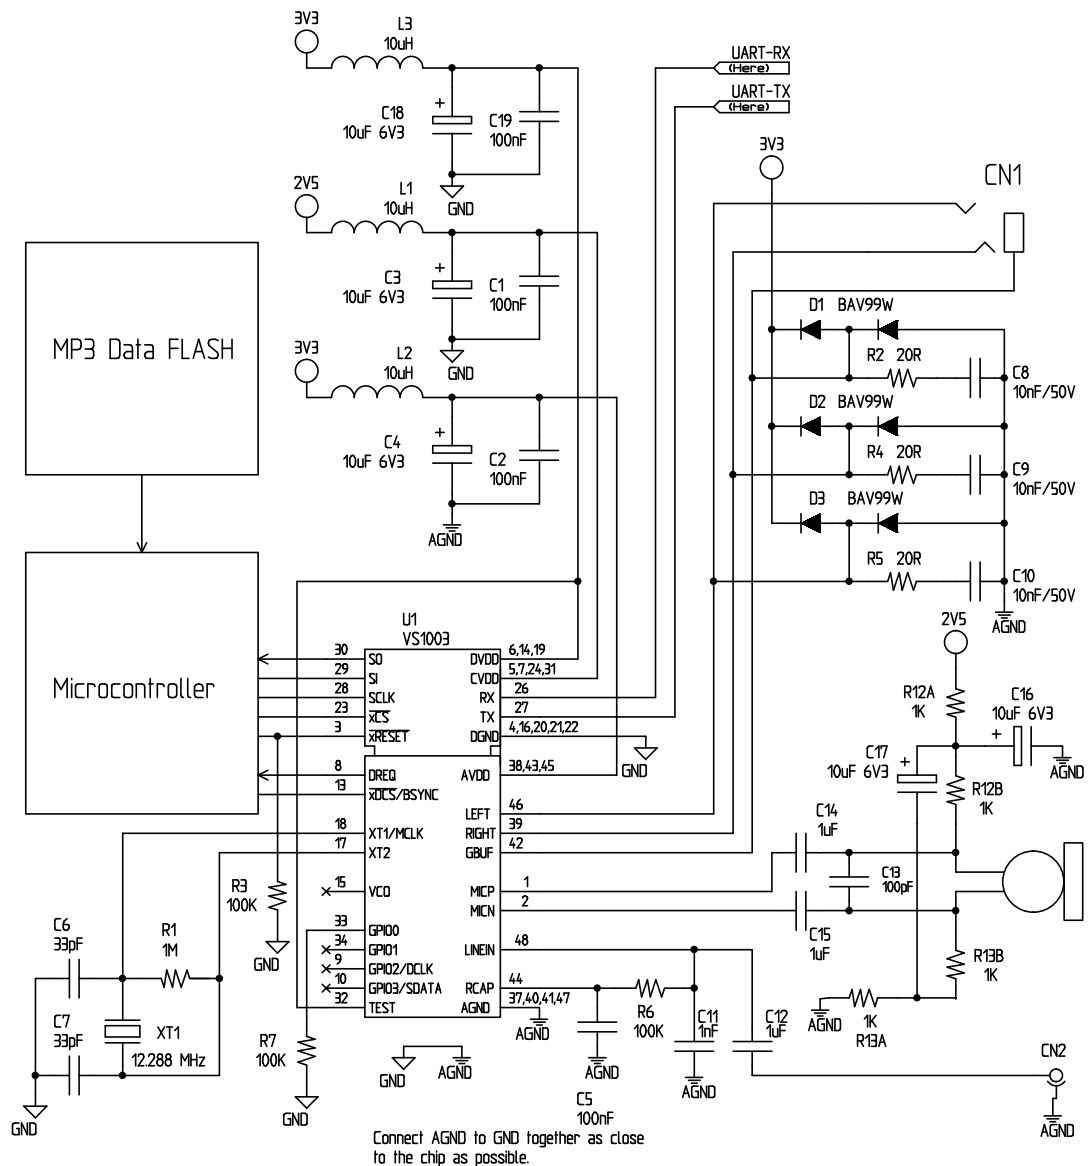 3V3
L3
10uH
UART-RX
(Here)
UART-TX
(Here)
C18
10uF 6V3
+
C19
100nF
GND
3V3
CN1
2V5
L1
10uH
C3
10uF 6V3
+
C1
100nF
GND
MP3 Data FLASH
D1 BAV99W
R2 20R
C8
10nF/50V
3V3
L2
10uH
C4
10uF 6V3
+
C2
100nF
AGND
D2 BAV99W
R4 20R
C9
10nF/50V
D3 BAV99W
R5 20R
C10
10nF/50V
AGND
U1
VS1003
Microcontroller
30 SO
29 SI
28 SCLK
23 xCS
3 xRESET
8 DREQ
13 xDCS/BSYNC
18 XT1/MCLK
17 XT2
15 VCO
33 GPIO0
34 GPIO1
9 GPIO2/DCLK
10 GPIO3/SDATA
32 TEST
DVDD 6,14,19
CVDD 5,7,24,31
RX 26
TX 27
DGND 4,16,20,21,22
GND
AVDD 38,43,45
LEFT 46
RIGHT 39
GBUF 42
MICP 1
MICN 2
LINEIN 48
RCAP 44
AGND 37,40,41,47
AGND
2V5
R12A
1K
C16
10uF 6V3
+
AGND
C17
10uF 6V3
+
R12B
1K
C14
1uF
C13
100pF
C15
1uF
R13B
1K
AGND
1K
R13A
R3
100K
GND
C6
33pF
R1
1M
C7
33pF
XT1
12.288 MHz
GND
R7
100K
GND
GND
AGND
R6
100K
C11
1nF
C12
1uF
AGND
C5
100nF
AGND
CN2
AGND
Connect AGND to GND together as close
to the chip as possible.